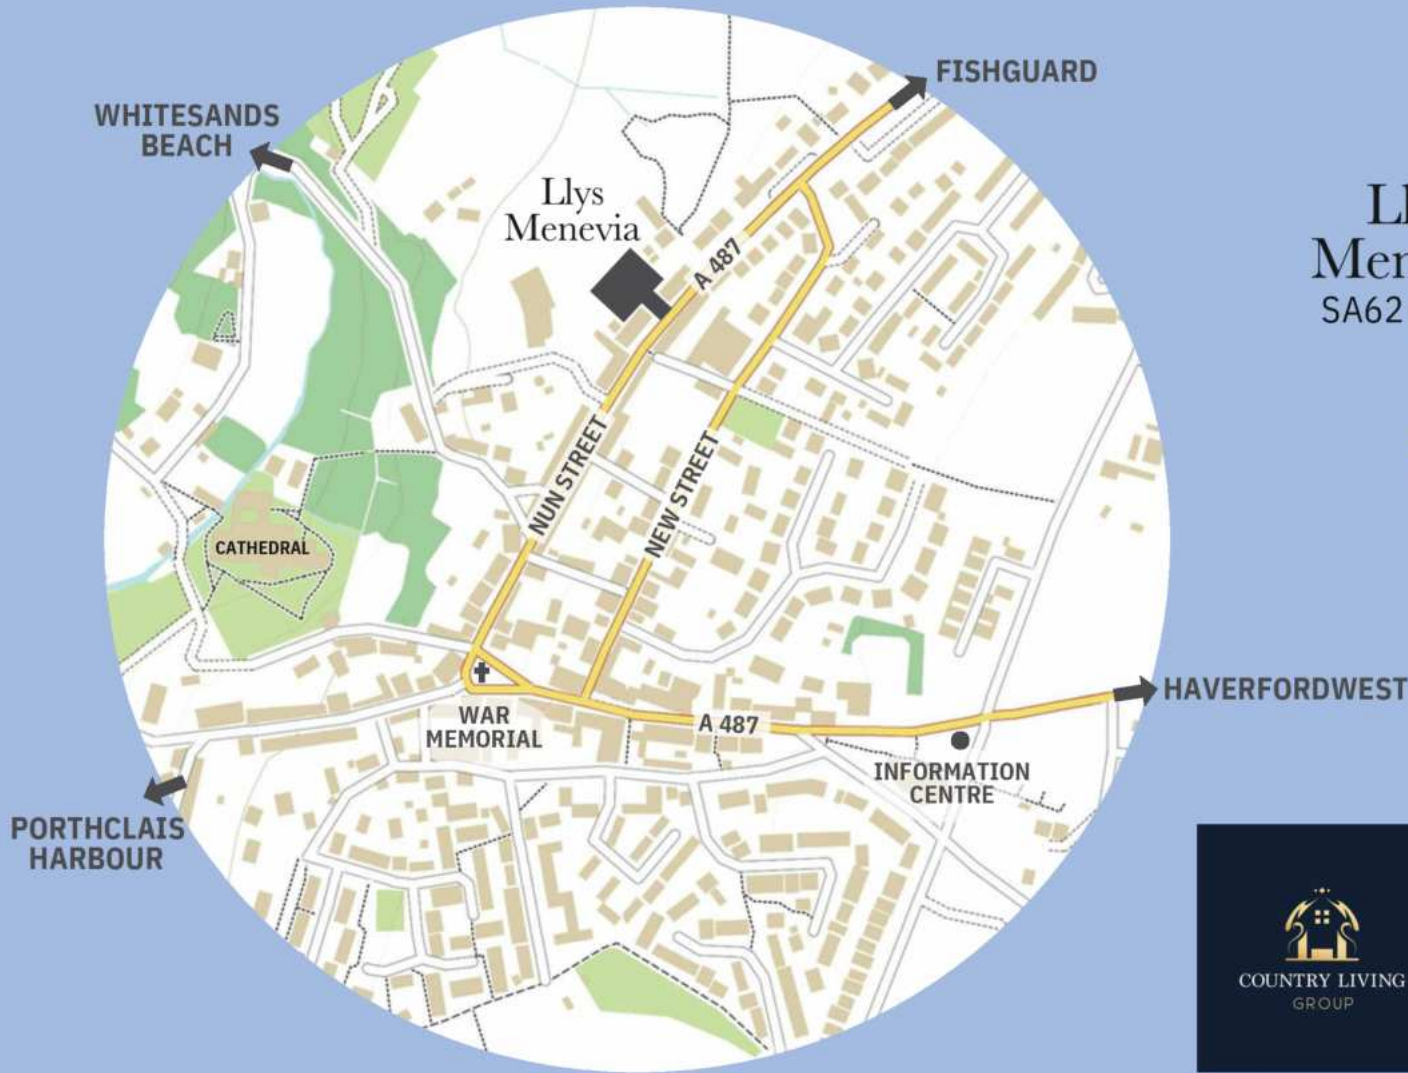 FISHGUARD
WHITESANDS
BEACH
Llys
Menevia
A 487
SA62
NUN STREET
NEW STREET
CATHEDRAL
HAVERFORDWEST
WAR
MEMORIAL
A 487
INFORMATION
CENTRE
PORTHCLAIS
HARBOUR
COUNTRY LIVING
GROUP